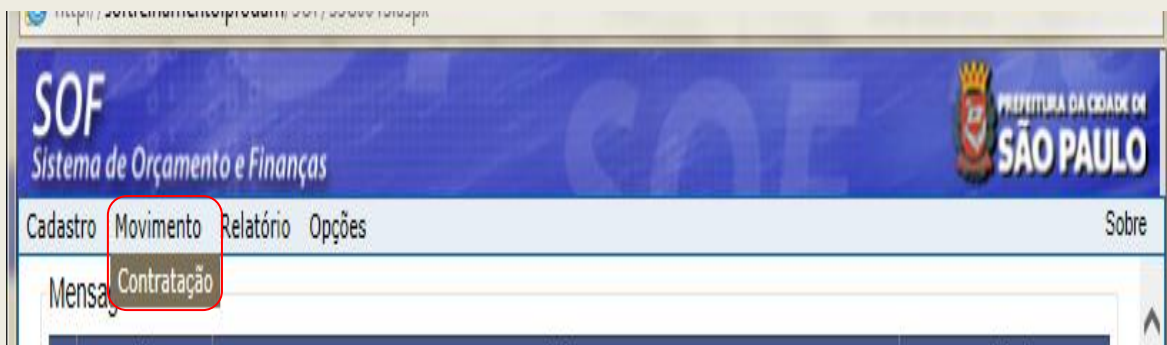 SOF
Sistema de Orçamento e Finanças
PREFEITURA DA CIDADE DE
SÃO PAULO
Cadastro Movimento Relatório Opções Sobre
Contratação
Mensag